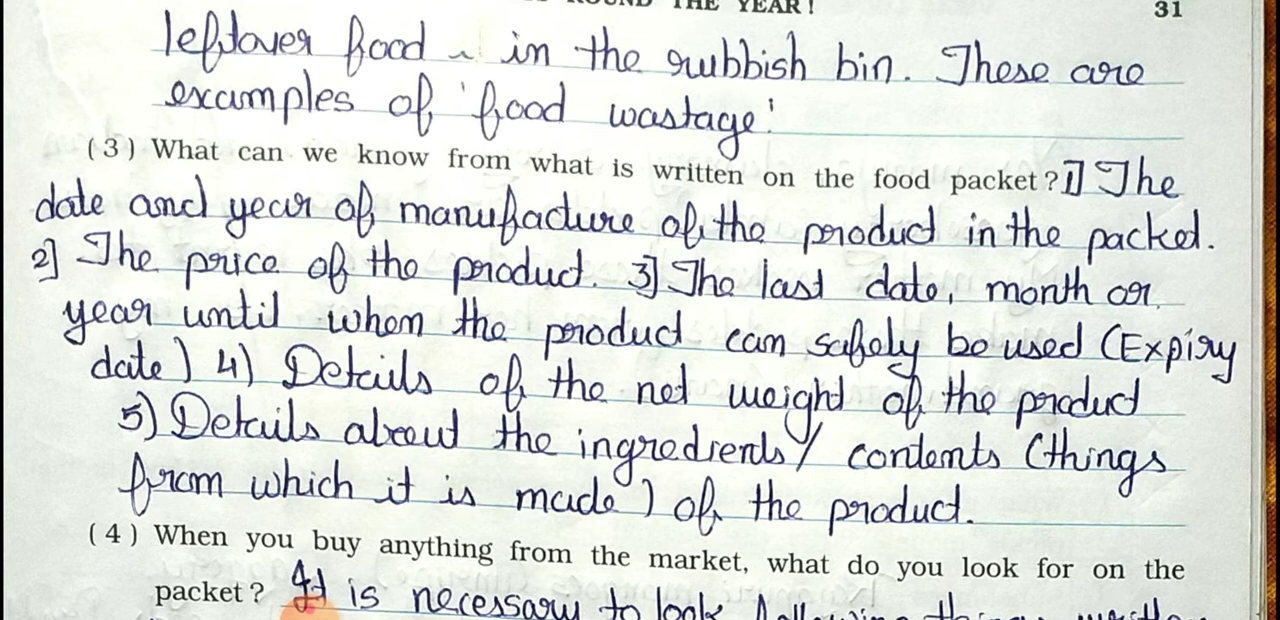 ROUND THE YEAR! 31
leftover food in the rubbish bin. These are
examples of 'food wastage'.
(3) What can we know from what is written on the food packet? 1] The
date and year of manufacture of the product in the packet.
2] The price of the product. 3] The last date, month or
year until when the product can safely be used (Expiry
date) 4) Details of the net weight of the product
5) Details about the ingredients/ contents (things
from which it is made) of the product.
(4) When you buy anything from the market, what do you look for on the
packet? It is necessary to look following